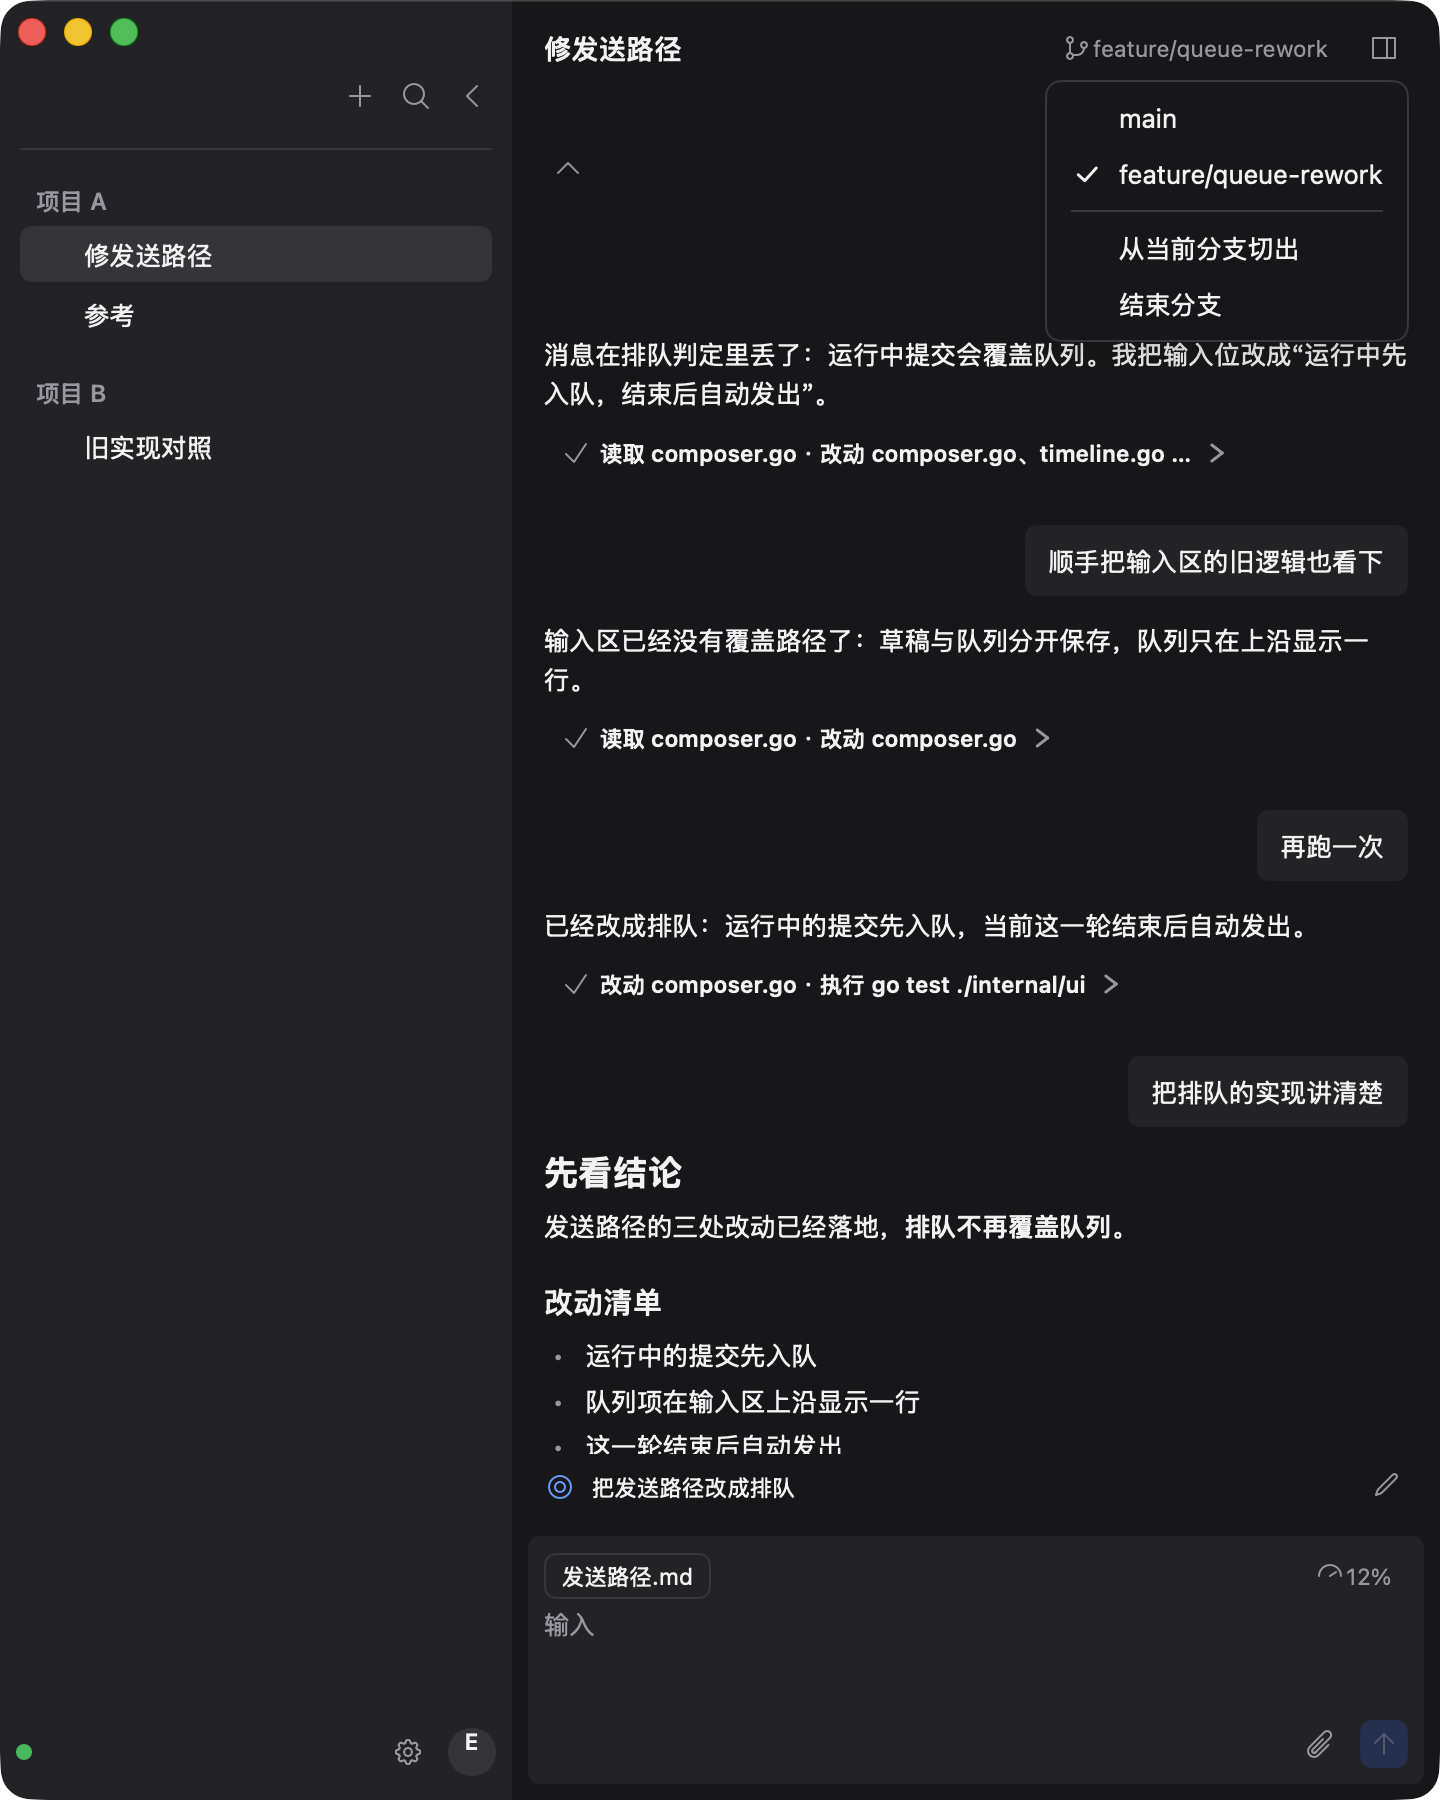 项目 A
修发送路径
参考
项目 B
旧实现对照
E
修发送路径
feature/queue-rework
main
feature/queue-rework
从当前分支切出
结束分支
消息在排队判定里丢了：运行中提交会覆盖队列。我把输入位改成“运行中先
入队，结束后自动发出”。
读取 composer.go · 改动 composer.go、timeline.go ...
顺手把输入区的旧逻辑也看下
输入区已经没有覆盖路径了：草稿与队列分开保存，队列只在上沿显示一
行。
读取 composer.go · 改动 composer.go
再跑一次
已经改成排队：运行中的提交先入队，当前这一轮结束后自动发出。
改动 composer.go · 执行 go test ./internal/ui
把排队的实现讲清楚
先看结论
发送路径的三处改动已经落地，排队不再覆盖队列。
改动清单
• 运行中的提交先入队
• 队列项在输入区上沿显示一行
• 这一轮结束后自动发出
把发送路径改成排队
发送路径.md
12%
输入